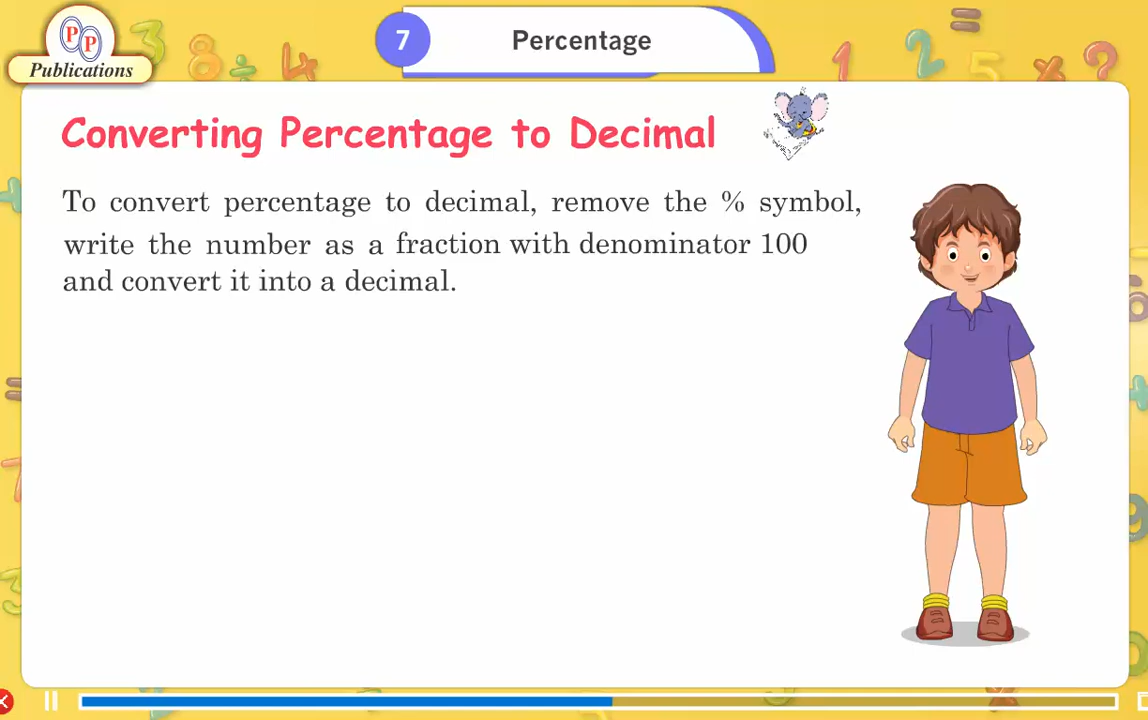 P P
Publications
7
Percentage
Converting Percentage to Decimal
To convert percentage to decimal, remove the % symbol,
write the number as a fraction with denominator 100
and convert it into a decimal.